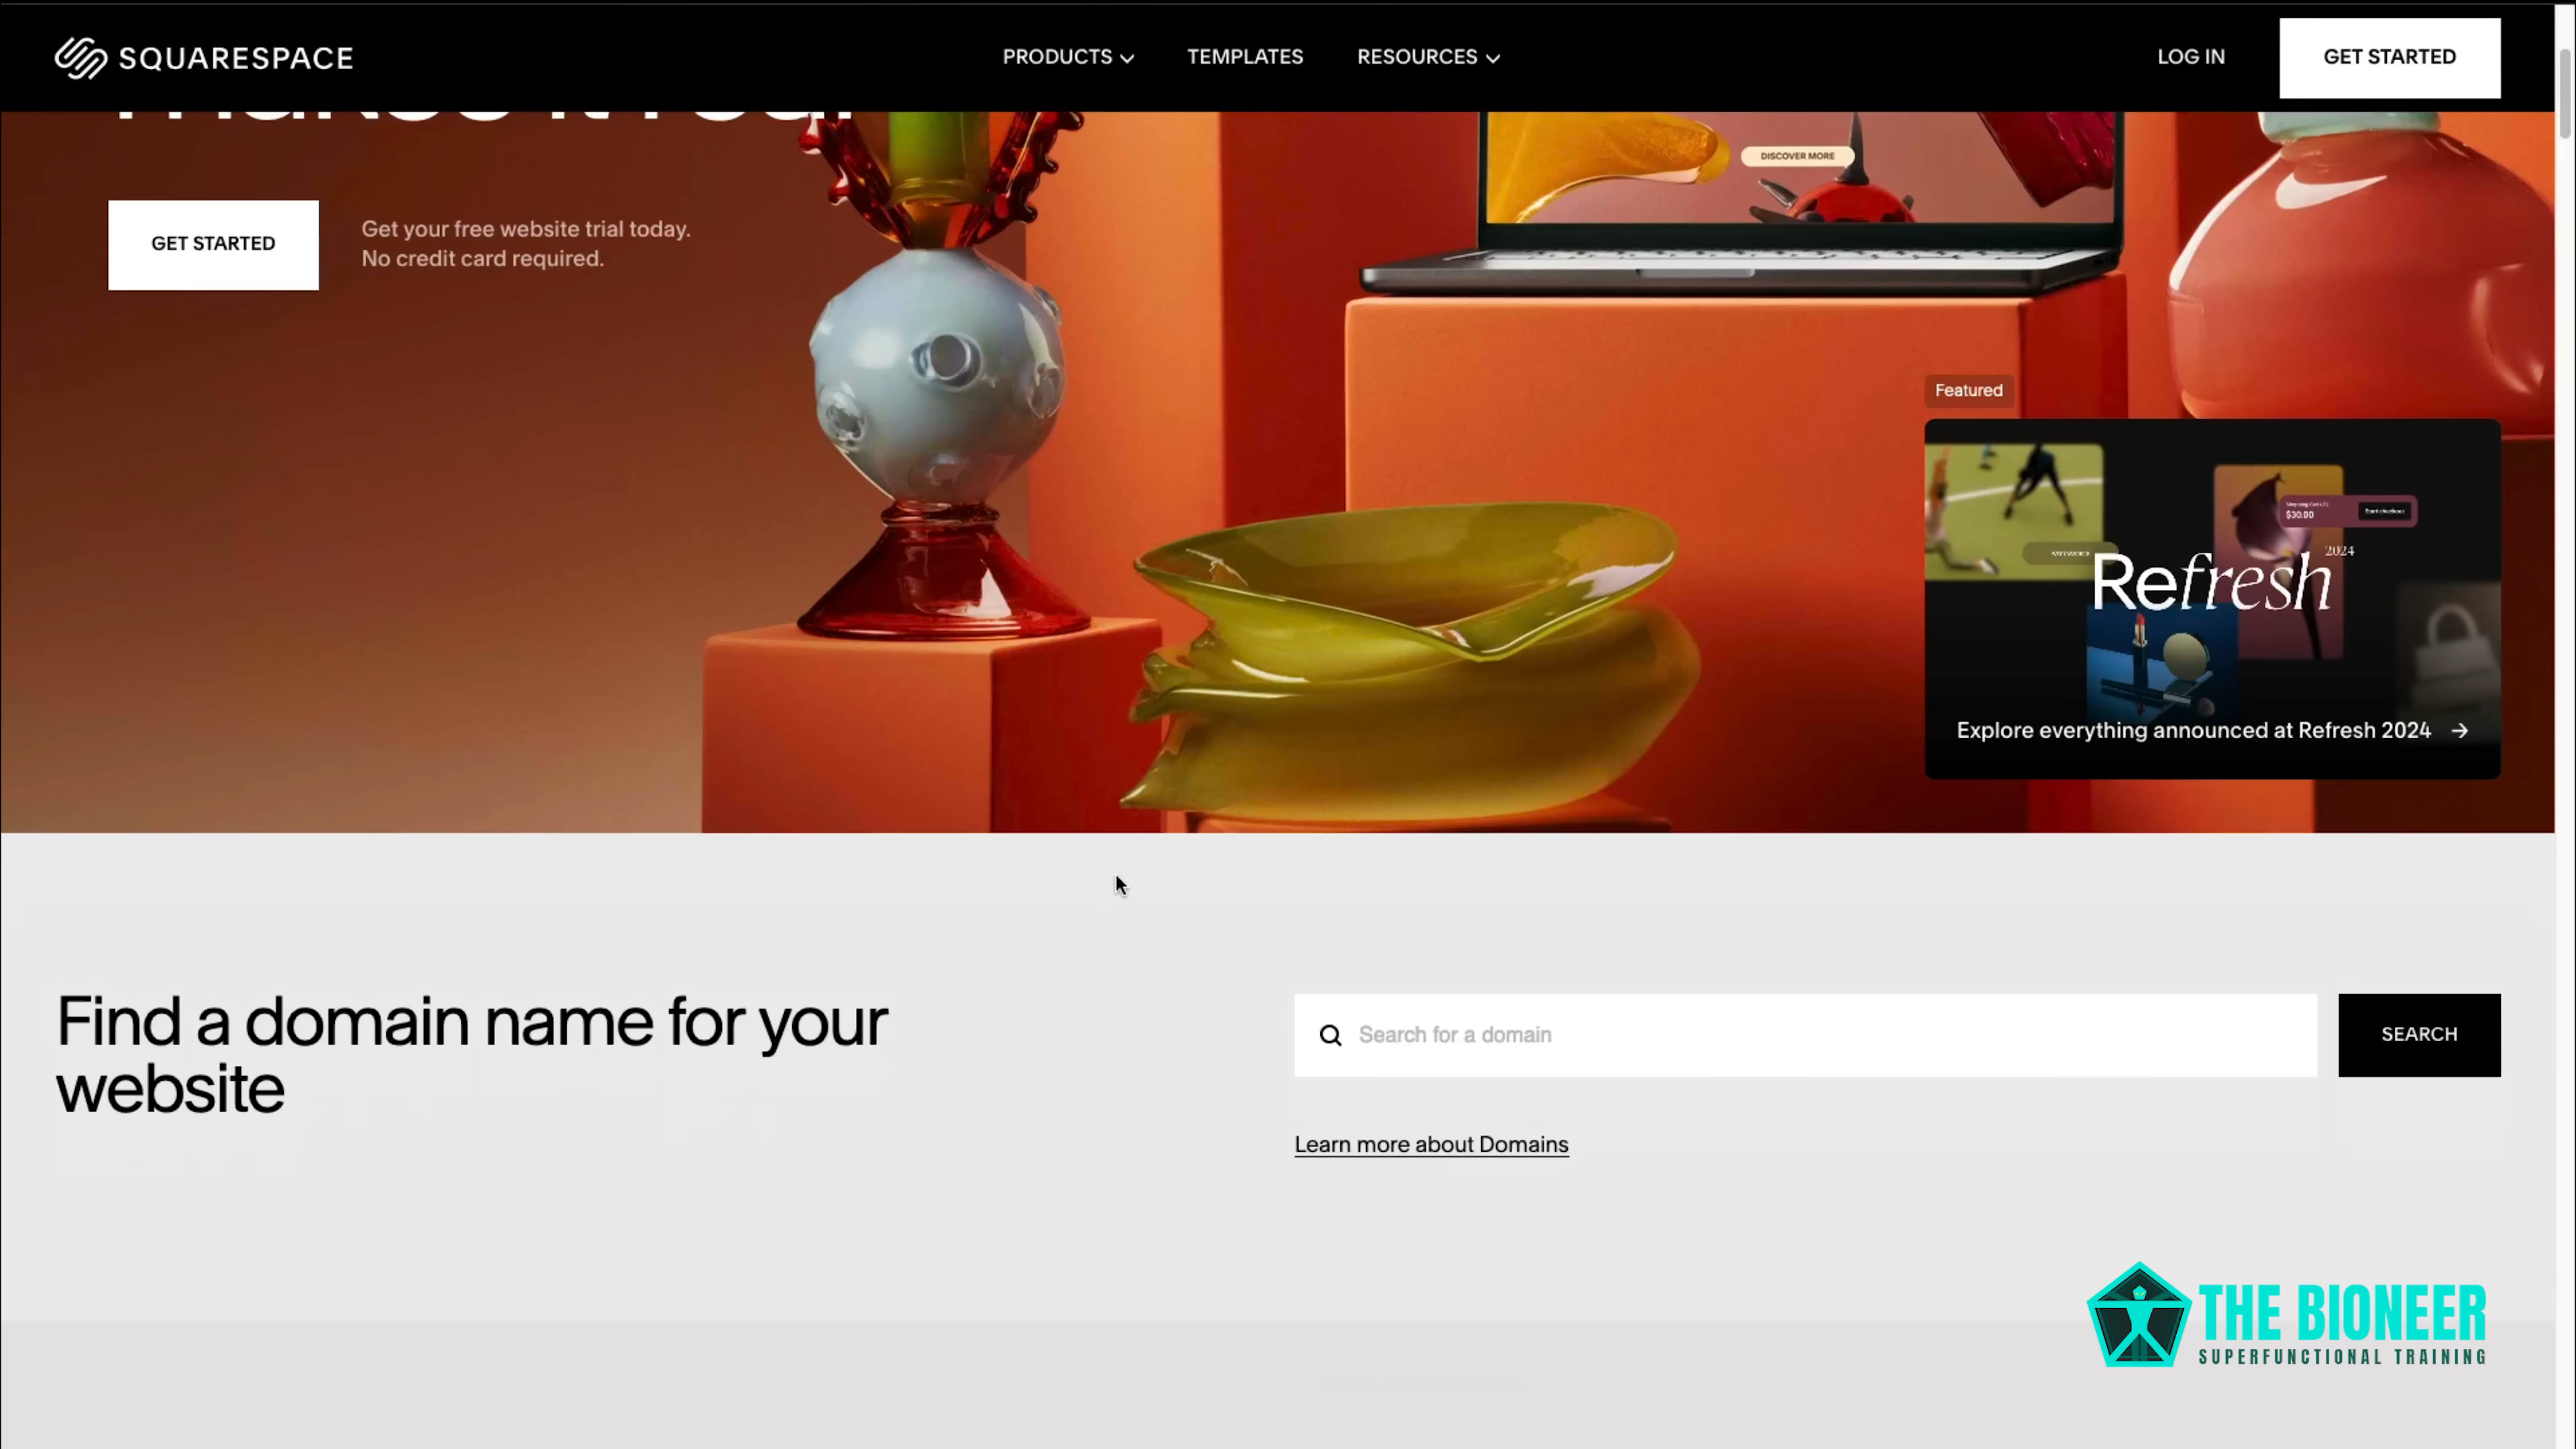 SQUARESPACE
PRODUCTS
TEMPLATES
RESOURCES
LOG IN
GET STARTED
DISCOVER MORE
GET STARTED
Get your free website trial today.
No credit card required.
Featured
$30.00
2024
Refresh
Explore everything announced at Refresh 2024
Find a domain name for your
website
Search for a domain
SEARCH
Learn more about Domains
THE BIONEER
SUPERFUNCTIONAL TRAINING